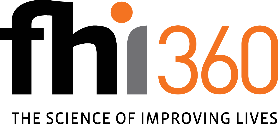 fhi360
THE SCIENCE OF IMPROVING LIVES